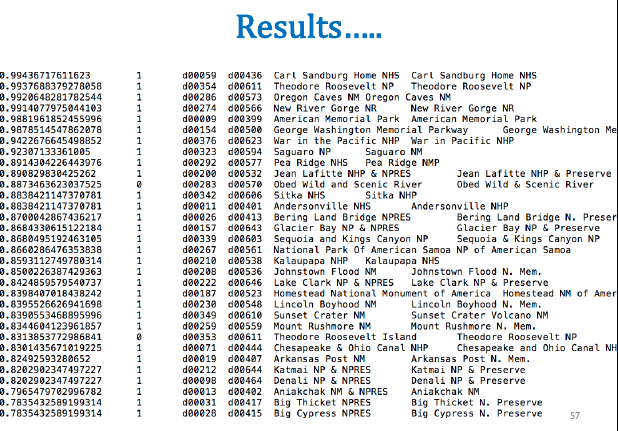 Results…..
0.99436717611623 1 d00059 d00436 Carl Sandburg Home NHS Carl Sandburg Home NHS
0.9937688379278058 1 d00354 d00611 Theodore Roosevelt NP Theodore Roosevelt NP
0.9920648281782544 1 d00286 d00573 Oregon Caves NM Oregon Caves NM
0.9914077975044103 1 d00274 d00566 New River Gorge NR New River Gorge NR
0.9881961852455996 1 d00009 d00399 American Memorial Park American Memorial Park
0.9878514547862078 1 d00154 d00500 George Washington Memorial Parkway George Washington Me
0.9422676645498552 1 d00376 d00623 War in the Pacific NHP War in Pacific NHP
0.92307133361005 1 d00323 d00594 Saguaro NP Saguaro NM
0.8914304226443976 1 d00292 d00577 Pea Ridge NHS Pea Ridge NMP
0.890829830425262 1 d00200 d00532 Jean Lafitte NHP & NPRES Jean Lafitte NHP & Preserve
0.8873463623037525 0 d00283 d00570 Obed Wild and Scenic River Obed Wild & Scenic River
0.8838421147370781 1 d00342 d00606 Sitka NHS Sitka NHP
0.8838421147370781 1 d00011 d00401 Andersonville NHS Andersonville NHP
0.8700042867436217 1 d00026 d00413 Bering Land Bridge NPRES Bering Land Bridge N. Preser
0.8684330615122184 1 d00157 d00643 Glacier Bay NP & NPRES Glacier Bay NP & Preserve
0.8680495192463105 1 d00339 d00603 Sequoia and Kings Canyon NP Sequoia & Kings Canyon NP
0.8660286476353838 1 d00267 d00561 National Park Of American Samoa NP of American Samoa
0.8593112749780314 1 d00210 d00538 Kalaupapa NHP Kalaupapa NHS
0.8500226387429363 1 d00208 d00536 Johnstown Flood NM Johnstown Flood N. Mem.
0.8424859579540737 1 d00222 d00646 Lake Clark NP & NPRES Lake Clark NP & Preserve
0.8398407018438242 1 d00187 d00523 Homestead National Monument of America Homestead NM of Amer
0.8395526626941698 1 d00230 d00548 Lincoln Boyhood NM Lincoln Boyhood N. Mem.
0.8390553468895996 1 d00349 d00610 Sunset Crater NM Sunset Crater Volcano NM
0.8344604123961857 1 d00259 d00559 Mount Rushmore NM Mount Rushmore N. Mem.
0.8313853772986841 0 d00353 d00611 Theodore Roosevelt Island Theodore Roosevelt NP
0.8301435671019225 1 d00071 d00444 Chesapeake & Ohio Canal NHP Chesapeake and Ohio Canal NH
0.82492593280652 1 d00019 d00407 Arkansas Post NM Arkansas Post N. Mem.
0.8202902347497227 1 d00212 d00644 Katmai NP & NPRES Katmai NP & Preserve
0.8202902347497227 1 d00098 d00464 Denali NP & NPRES Denali NP & Preserve
0.7965479702996782 1 d00013 d00402 Aniakchak NM & NPRES Aniakchak NM
0.7835432589199314 1 d00031 d00417 Big Thicket NPRES Big Thicket N. Preserve
0.7835432589199314 1 d00028 d00415 Big Cypress NPRES Big Cypress N. Preserve
57